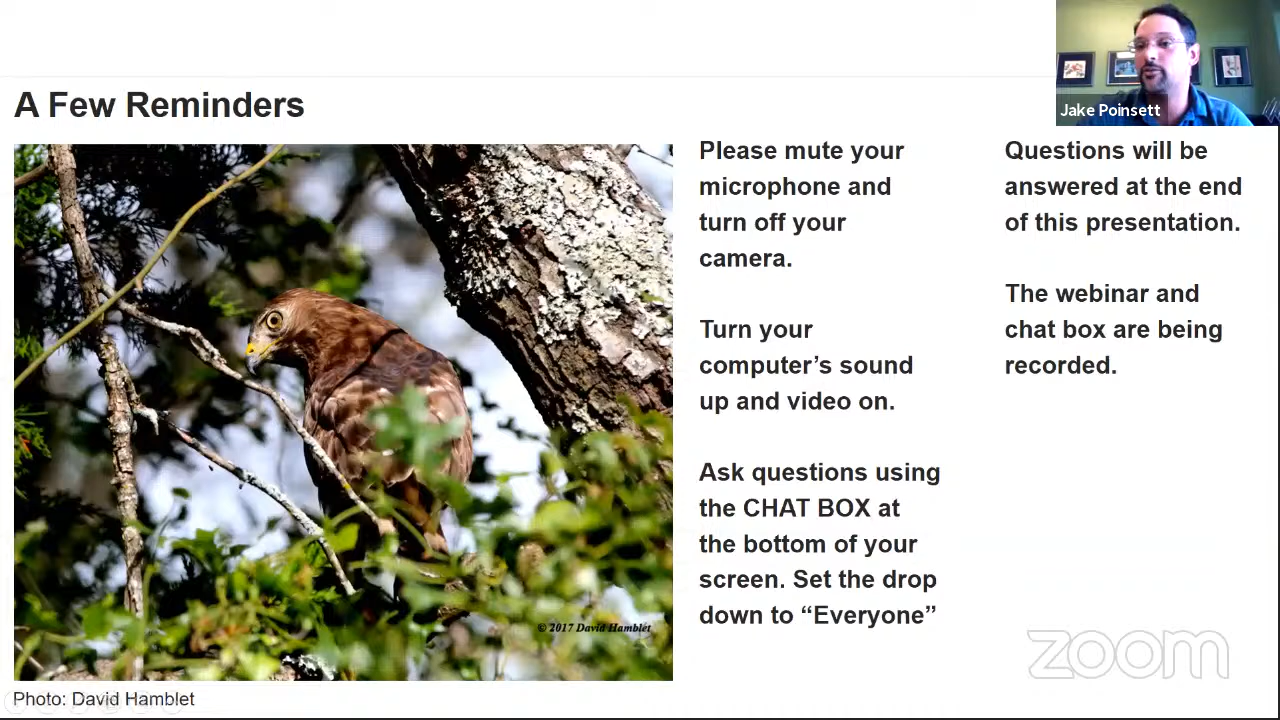 A Few Reminders
Jake Poinsett
Please mute your
microphone and
turn off your
camera.
Turn your
computer’s sound
up and video on.
Ask questions using
the CHAT BOX at
the bottom of your
screen. Set the drop
down to “Everyone”
Questions will be
answered at the end
of this presentation.
The webinar and
chat box are being
recorded.
© 2017 David Hamblet
Photo: David Hamblet
zoom